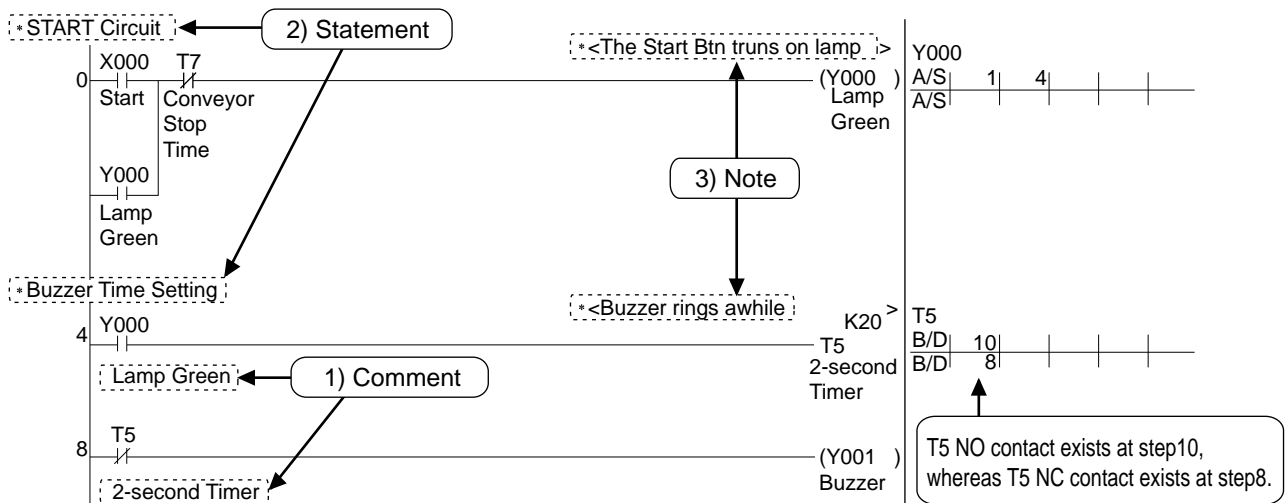 *START Circuit
2) Statement
*<The Start Btn truns on lamp >
Y000
X000 T7
0
(Y000 )
A/S 1 4
A/S
Start
Conveyor
Stop
Time
Lamp
Green
Y000
3) Note
Lamp
Green
*Buzzer Time Setting
*<Buzzer rings awhile >
K20
T5
Y000
4
T5
B/D 10
B/D 8
2-second
Timer
Lamp Green
1) Comment
T5 NO contact exists at step10,
whereas T5 NC contact exists at step8.
T5
8
(Y001 )
Buzzer
2-second Timer